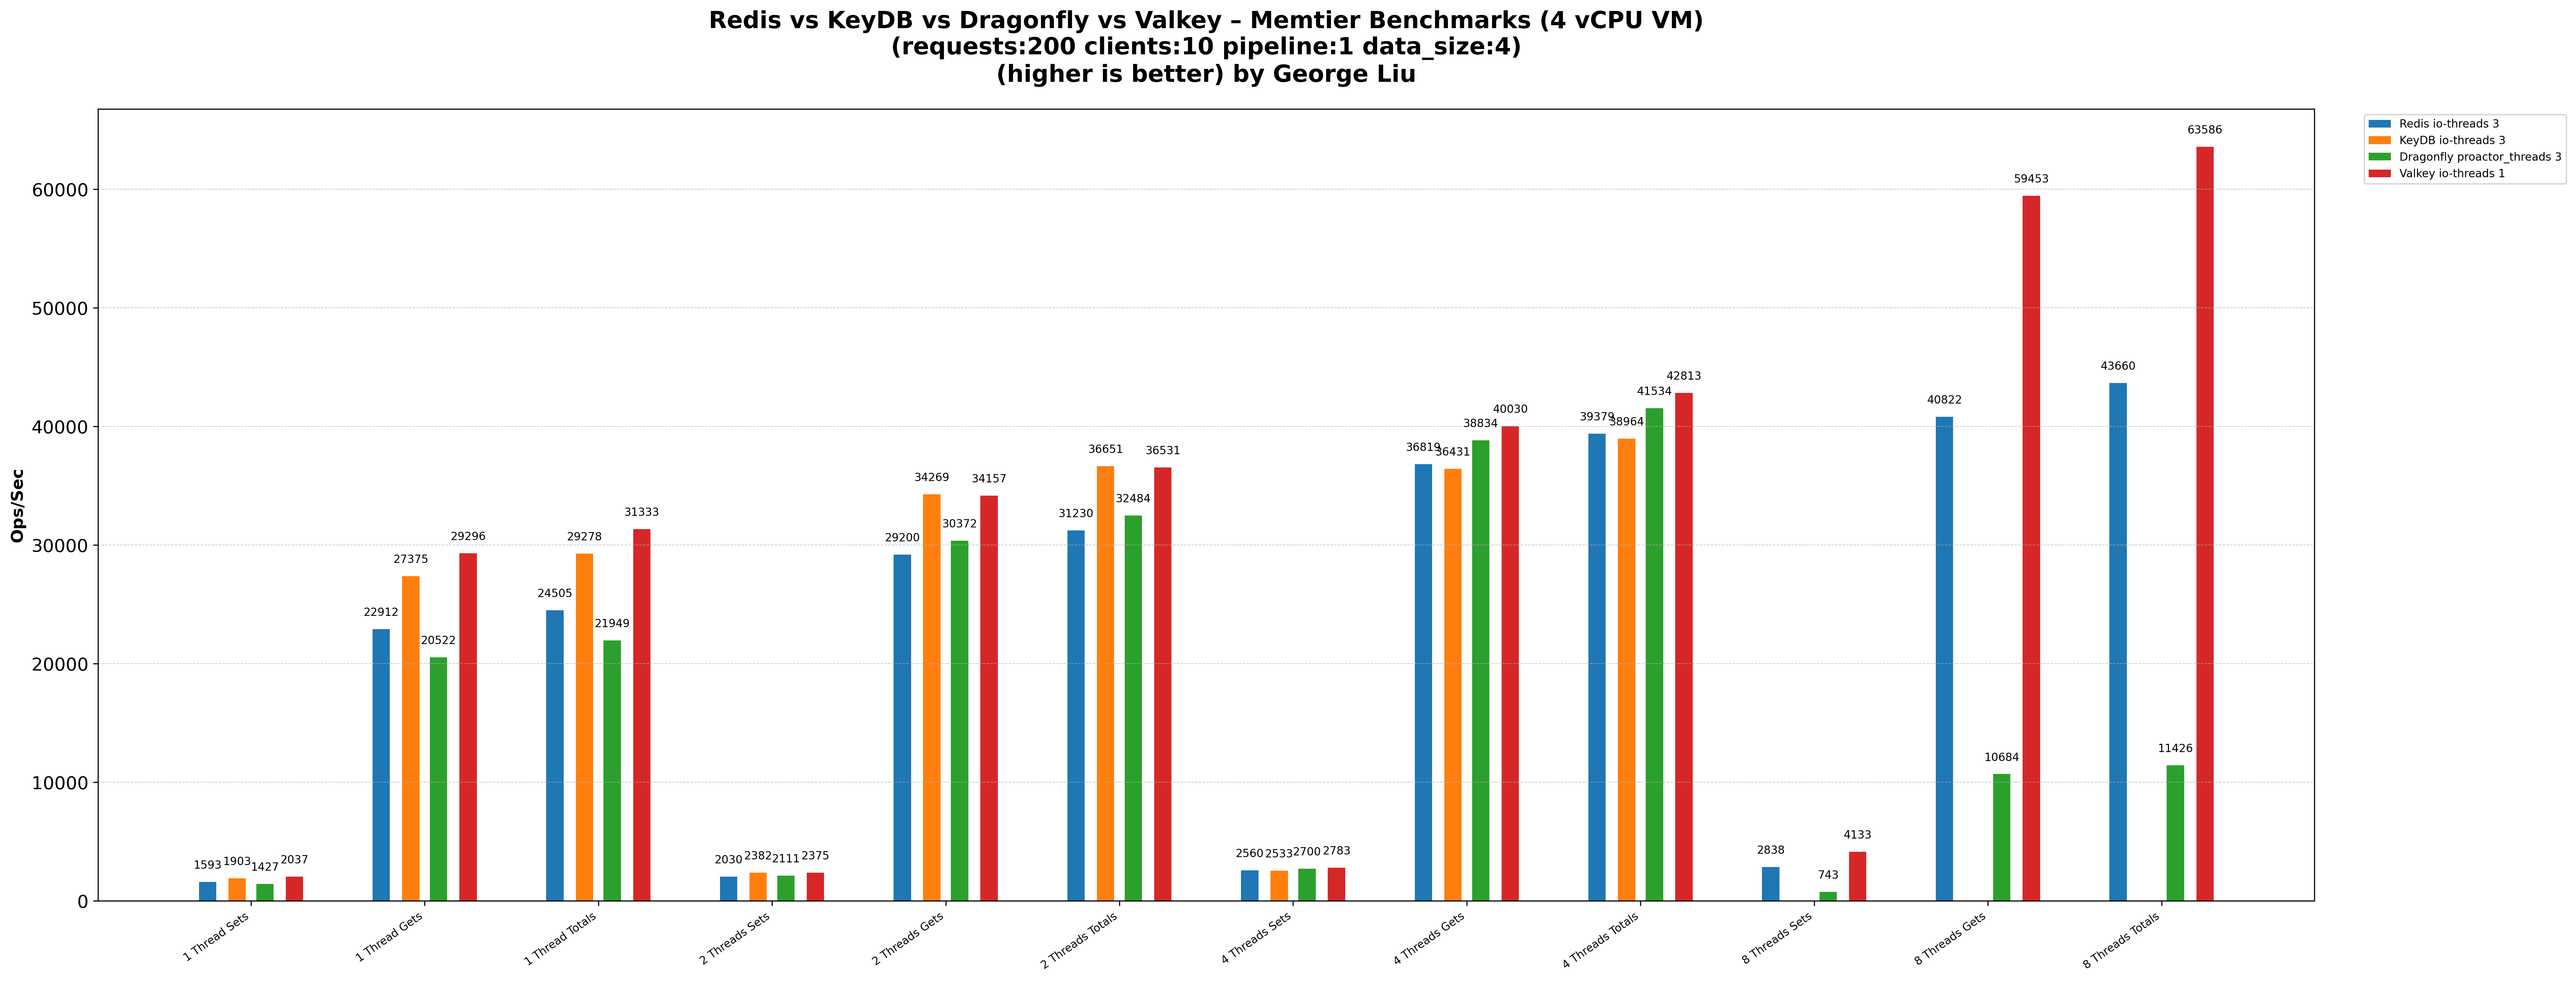 Redis vs KeyDB vs Dragonfly vs Valkey – Memtier Benchmarks (4 vCPU VM)
(requests:200 clients:10 pipeline:1 data_size:4)
(higher is better) by George Liu
Redis io-threads 3
KeyDB io-threads 3
Dragonfly proactor_threads 3
Valkey io-threads 1
Ops/Sec
60000
50000
40000
30000
20000
10000
0
1593
1903
1427
2037
22912
27375
20522
29296
24505
29278
21949
31333
2030
2382
2111
2375
29200
34269
30372
34157
31230
36651
32484
36531
2560
2533
2700
2783
36819
36431
38834
40030
39379
38964
41534
42813
2838
743
4133
40822
10684
59453
43660
11426
63586
1 Thread Sets
1 Thread Gets
1 Thread Totals
2 Threads Sets
2 Threads Gets
2 Threads Totals
4 Threads Sets
4 Threads Gets
4 Threads Totals
8 Threads Sets
8 Threads Gets
8 Threads Totals